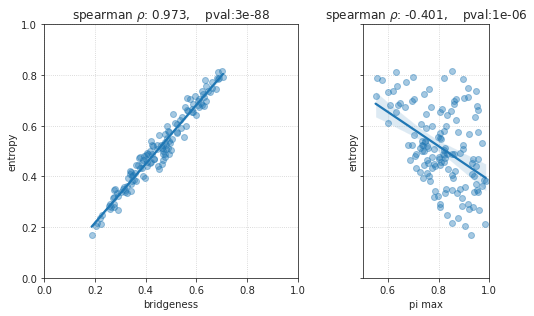 spearman ρ: 0.973,    pval:3e-88
1.0
0.8
0.6
0.4
0.2
0.0
entropy
0.0 0.2 0.4 0.6 0.8 1.0
bridgeness
spearman ρ: -0.401,    pval:1e-06
entropy
0.6 0.8 1.0
pi max